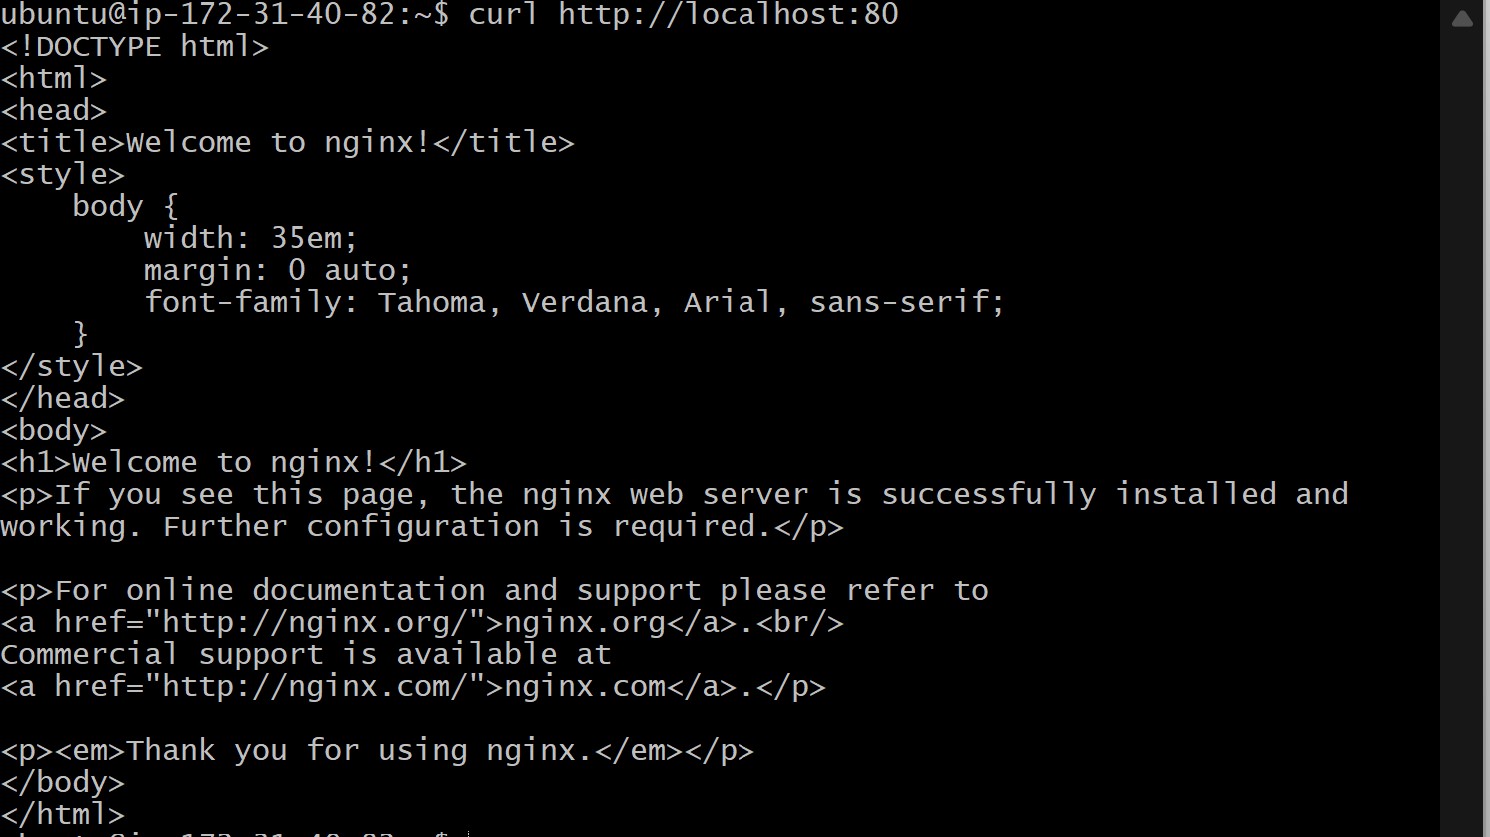 ubuntu@ip-172-31-40-82:~$ curl http://localhost:80
<!DOCTYPE html>
<html>
<head>
<title>Welcome to nginx!</title>
<style>
    body {
        width: 35em;
        margin: 0 auto;
        font-family: Tahoma, Verdana, Arial, sans-serif;
    }
</style>
</head>
<body>
<h1>Welcome to nginx!</h1>
<p>If you see this page, the nginx web server is successfully installed and
working. Further configuration is required.</p>

<p>For online documentation and support please refer to
<a href="http://nginx.org/">nginx.org</a>.<br/>
Commercial support is available at
<a href="http://nginx.com/">nginx.com</a>.</p>

<p><em>Thank you for using nginx.</em></p>
</body>
</html>